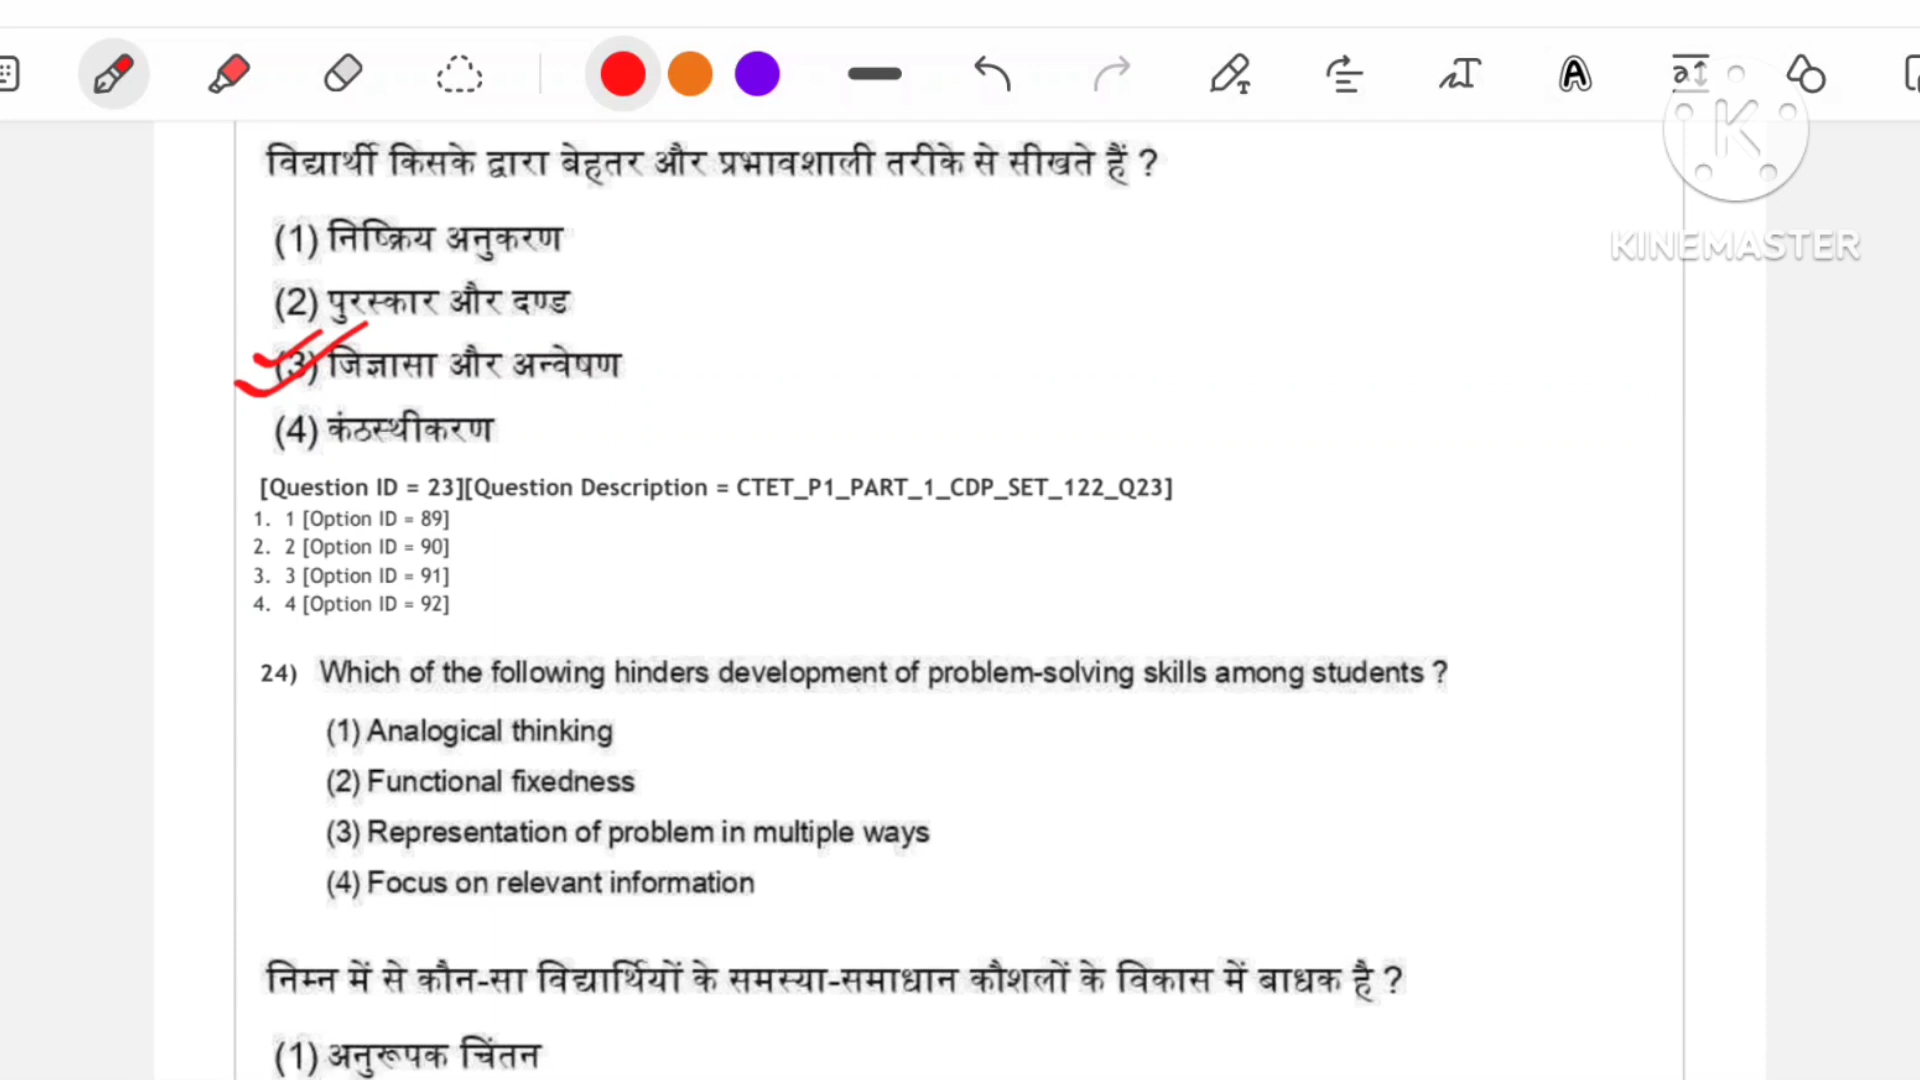 विद्यार्थी किसके द्वारा बेहतर और प्रभावशाली तरीके से सीखते हैं ?
(1) निष्क्रिय अनुकरण
(2) पुरस्कार और दण्ड
(3) जिज्ञासा और अन्वेषण
(4) कंठस्थीकरण
[Question ID = 23][Question Description = CTET_P1_PART_1_CDP_SET_122_Q23]
1. 1 [Option ID = 89]
2. 2 [Option ID = 90]
3. 3 [Option ID = 91]
4. 4 [Option ID = 92]
24) Which of the following hinders development of problem-solving skills among students ?
(1) Analogical thinking
(2) Functional fixedness
(3) Representation of problem in multiple ways
(4) Focus on relevant information
निम्न में से कौन-सा विद्यार्थियों के समस्या-समाधान कौशलों के विकास में बाधक है ?
(1) अनुरूपक चिंतन
K
KINEMASTER